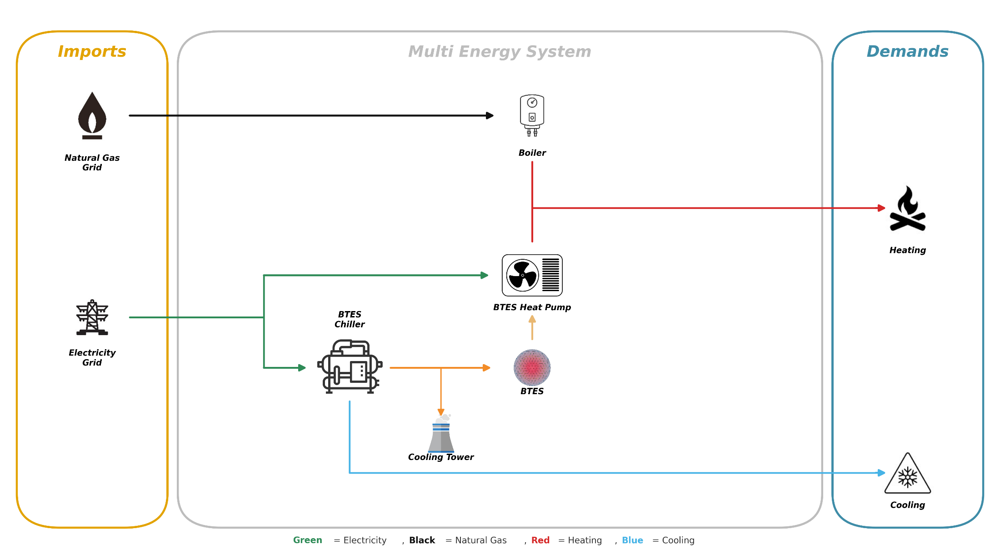 Imports
Multi Energy System
Demands
Natural Gas
Grid
Boiler
Heating
BTES Heat Pump
BTES
Chiller
Electricity
Grid
BTES
Cooling Tower
Cooling
Green = Electricity , Black = Natural Gas , Red = Heating , Blue = Cooling